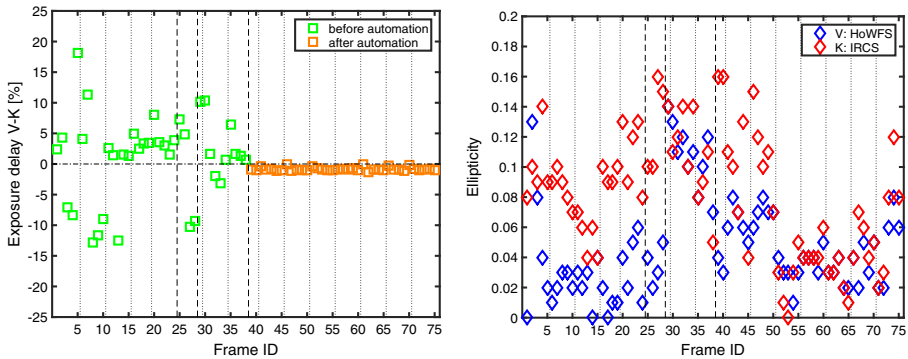 Exposure delay V-K [%]
25
20
15
10
5
0
-5
-10
-15
-20
-25
before automation
after automation
5 10 15 20 25 30 35 40 45 50 55 60 65 70 75
Frame ID
Ellipticity
0.2
0.18
0.16
0.14
0.12
0.1
0.08
0.06
0.04
0.02
0
V: HoWFS
K: IRCS
5 10 15 20 25 30 35 40 45 50 55 60 65 70 75
Frame ID